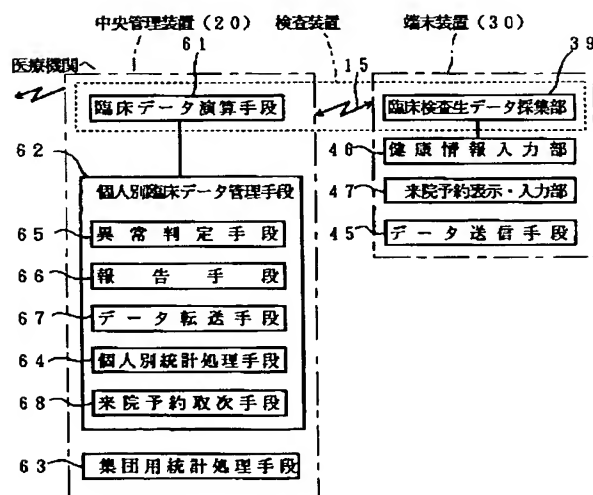 中央管理装置(20) 検査装置 端末装置(30)
61
39
医療機関へ
15
臨床データ演算手段
臨床検査生データ採集部
62
46
健康情報入力部
個人別臨床データ管理手段
47
来院予約表示・入力部
65
異常判定手段
45
データ送信手段
66
報告手段
67
データ転送手段
64
個人別統計処理手段
68
来院予約取次手段
63
集団用統計処理手段